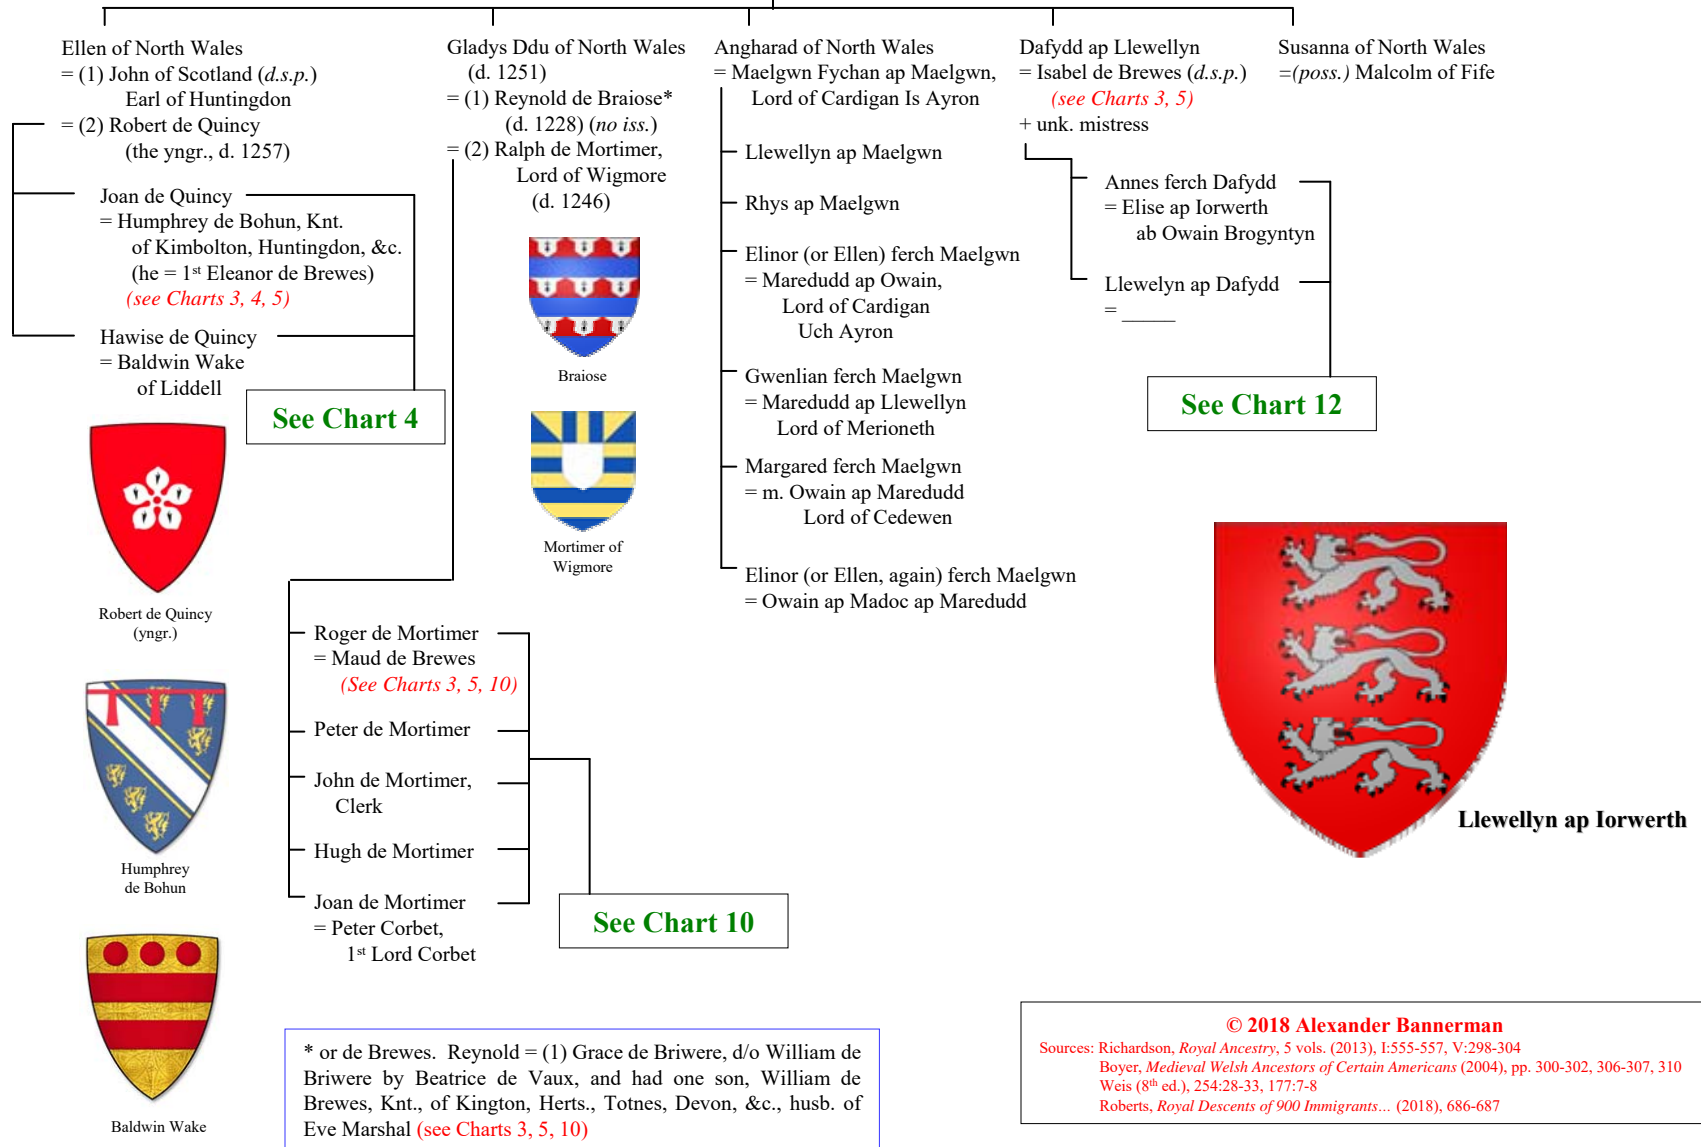 Ellen of North Wales
= (1) John of Scotland (d.s.p.)
Earl of Huntingdon
= (2) Robert de Quincy
(the yngr., d. 1257)
Joan de Quincy
= Humphrey de Bohun, Knt.
of Kimbolton, Huntingdon, &c.
(he = 1st Eleanor de Brewes)
(see Charts 3, 4, 5)
Hawise de Quincy
= Baldwin Wake
of Liddell
See Chart 4
Robert de Quincy
(yngr.)
Humphrey
de Bohun
Baldwin Wake
Gladys Ddu of North Wales
(d. 1251)
= (1) Reynold de Braiose*
(d. 1228) (no iss.)
= (2) Ralph de Mortimer,
Lord of Wigmore
(d. 1246)
Braiose
Mortimer of
Wigmore
Roger de Mortimer
= Maud de Brewes
(See Charts 3, 5, 10)
Peter de Mortimer
John de Mortimer,
Clerk
Hugh de Mortimer
Joan de Mortimer
= Peter Corbet,
1st Lord Corbet
See Chart 10
Angharad of North Wales
= Maelgwn Fychan ap Maelgwn,
Lord of Cardigan Is Ayron
Llewellyn ap Maelgwn
Rhys ap Maelgwn
Elinor (or Ellen) ferch Maelgwn
= Maredudd ap Owain,
Lord of Cardigan
Uch Ayron
Gwenlian ferch Maelgwn
= Maredudd ap Llewellyn
Lord of Merioneth
Margared ferch Maelgwn
= m. Owain ap Maredudd
Lord of Cedewen
Elinor (or Ellen, again) ferch Maelgwn
= Owain ap Madoc ap Maredudd
Dafydd ap Llewellyn
= Isabel de Brewes (d.s.p.)
(see Charts 3, 5)
+ unk. mistress
Annes ferch Dafydd
= Elise ap Iorwerth
ab Owain Brogyntyn
Llewelyn ap Dafydd
= _____
See Chart 12
Susanna of North Wales
=(poss.) Malcolm of Fife
Llewellyn ap Iorwerth
* or de Brewes. Reynold = (1) Grace de Briwere, d/o William de
Briwere by Beatrice de Vaux, and had one son, William de
Brewes, Knt., of Kington, Herts., Totnes, Devon, &c., husb. of
Eve Marshal (see Charts 3, 5, 10)
© 2018 Alexander Bannerman
Sources: Richardson, Royal Ancestry, 5 vols. (2013), I:555-557, V:298-304
Boyer, Medieval Welsh Ancestors of Certain Americans (2004), pp. 300-302, 306-307, 310
Weis (8th ed.), 254:28-33, 177:7-8
Roberts, Royal Descents of 900 Immigrants... (2018), 686-687